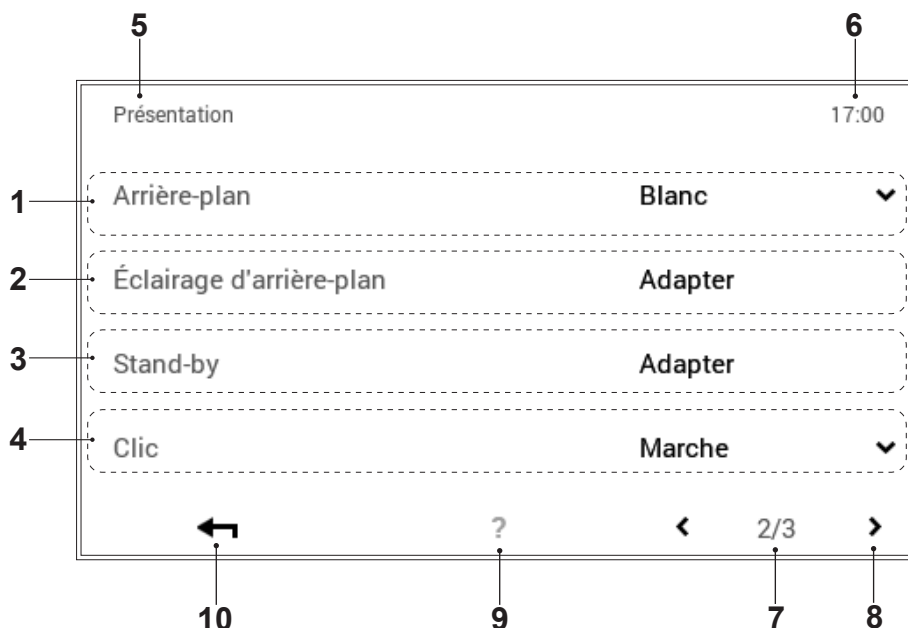 5 6
Présentation 17:00
1 Arrière-plan Blanc
2 Éclairage d'arrière-plan Adapter
3 Stand-by Adapter
4 Clic Marche
? 2/3
10 9 7 8